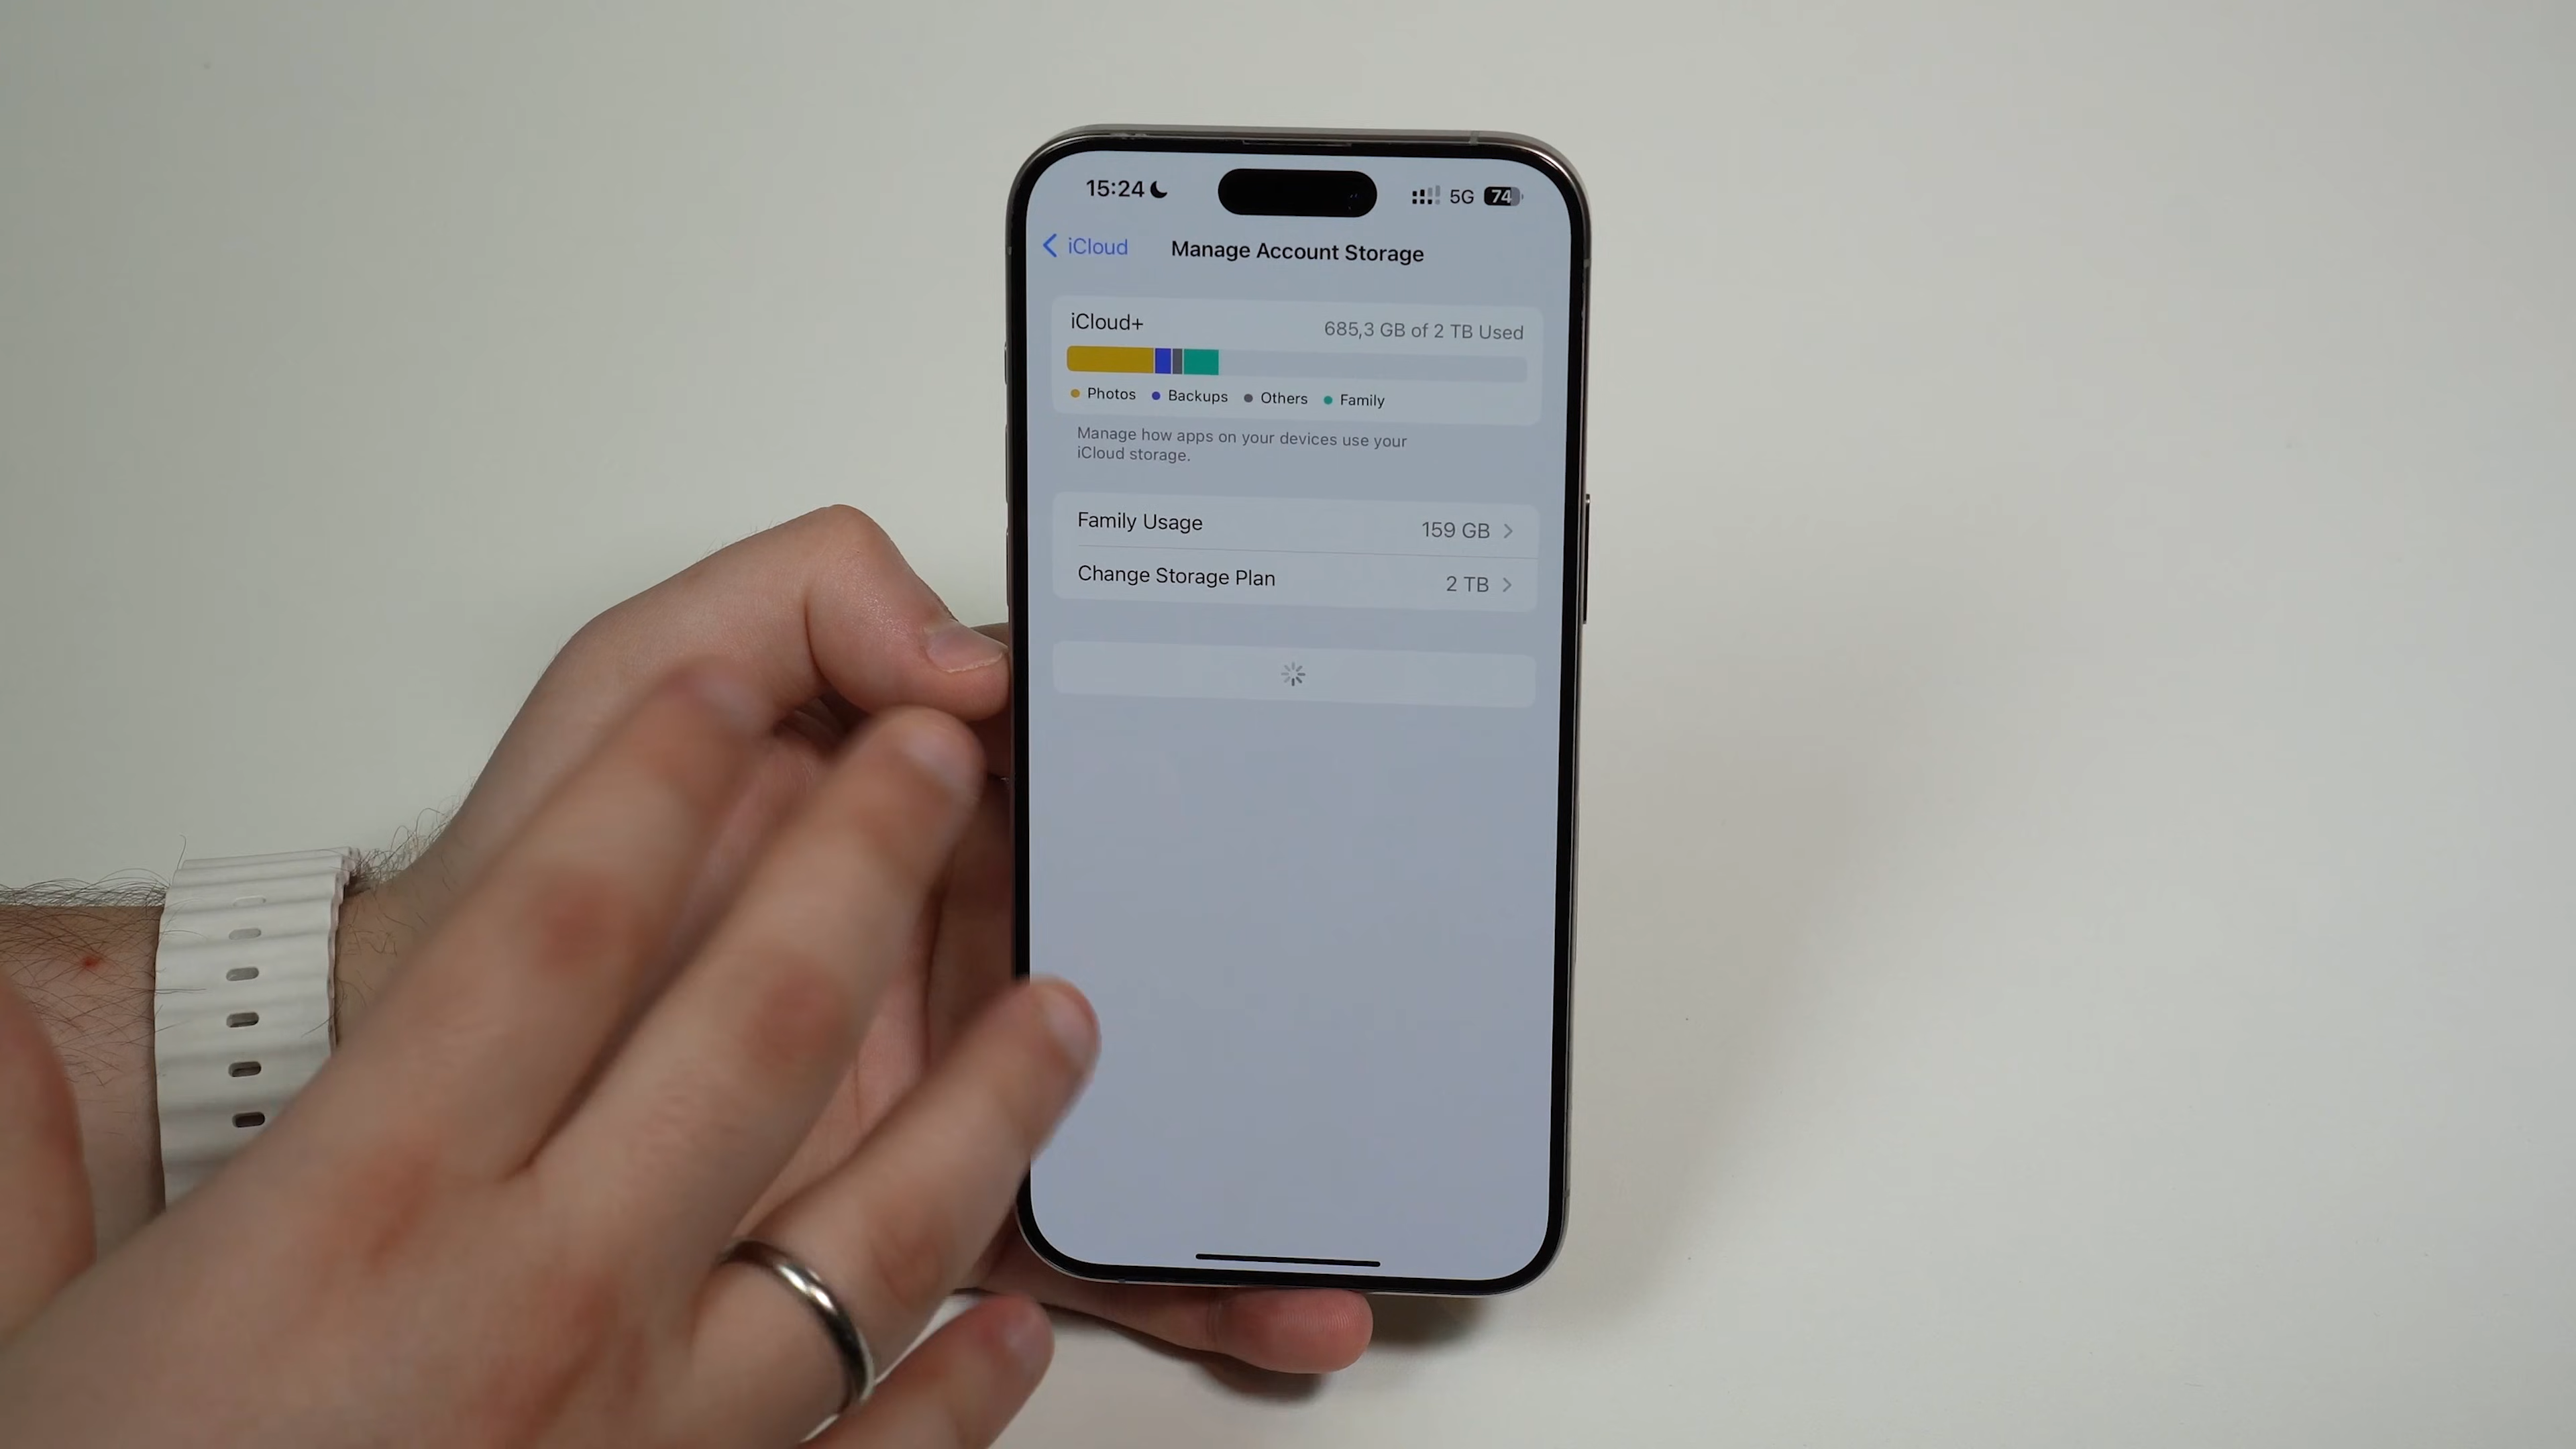 15:24 5G 74
iCloud Manage Account Storage
iCloud+ 685,3 GB of 2 TB Used
Photos Backups Others Family
Manage how apps on your devices use your
iCloud storage.
Family Usage 159 GB
Change Storage Plan 2 TB